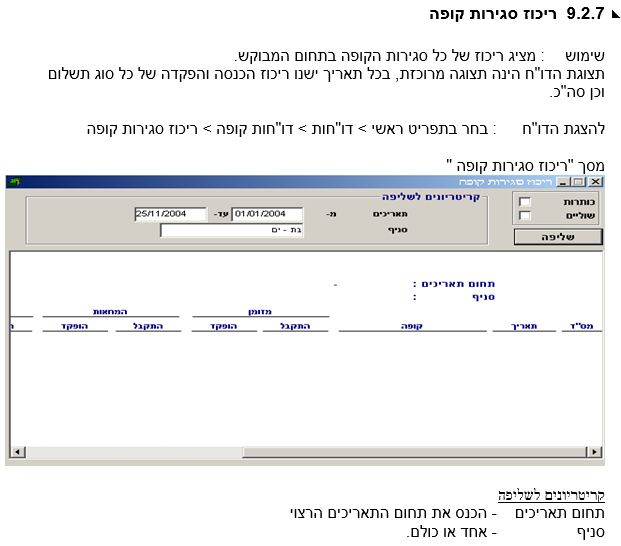 9.2.7 ריכוז סגירות קופה
שימוש : מציג ריכוז של כל סגירות הקופה בתחום המבוקש.
תצוגת הדו"ח הינה תצוגה מרוכזת, בכל תאריך ישנו ריכוז הכנסה והפקדה של כל סוג תשלום
וכן סה"כ.
להצגת הדו"ח : בחר בתפריט ראשי > דו"חות > דו"חות קופה > ריכוז סגירות קופה
מסך "ריכוז סגירות קופה "
ריכוז סגירות קופה
קריטריונים לשליפה
כותרות
שוליים
תאריכים מ- 01/01/2004 עד- 25/11/2004
סניף בת - ים
שליפה
תחום תאריכים : -
סניף :
מזומן המחאות
מס"ד תאריך קופה התקבל הופקד התקבל הופקד
קריטריונים לשליפה
תחום תאריכים - הכנס את תחום התאריכים הרצוי
סניף - אחד או כולם.